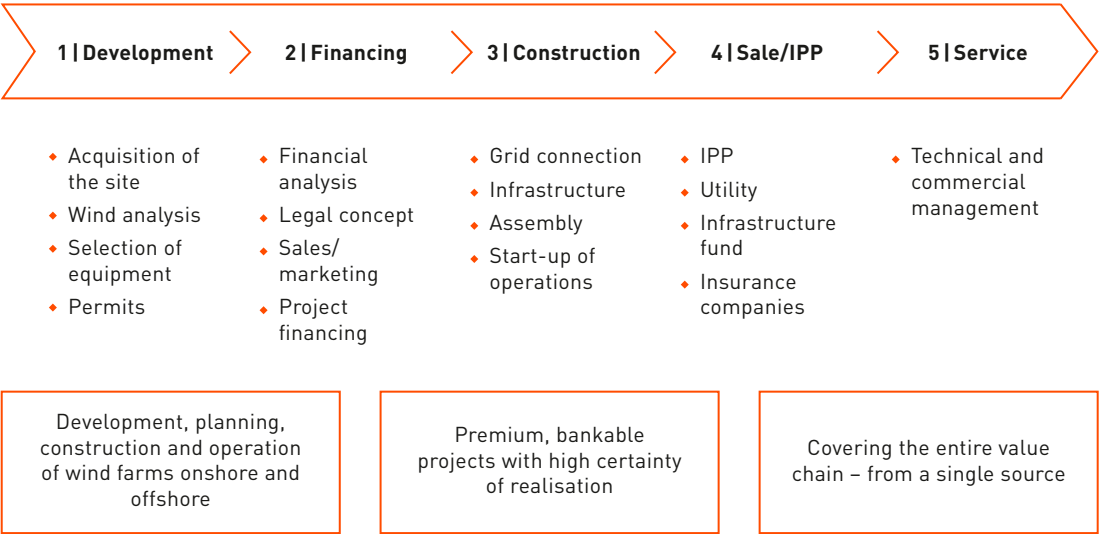 1 | Development
2 | Financing
3 | Construction
4 | Sale/IPP
5 | Service
Acquisition of
the site
Wind analysis
Selection of
equipment
Permits
Financial
analysis
Legal concept
Sales/
marketing
Project
financing
Grid connection
Infrastructure
Assembly
Start-up of
operations
IPP
Utility
Infrastructure
fund
Insurance
companies
Technical and
commercial
management
Development, planning,
construction and operation
of wind farms onshore and
offshore
Premium, bankable
projects with high certainty
of realisation
Covering the entire value
chain – from a single source